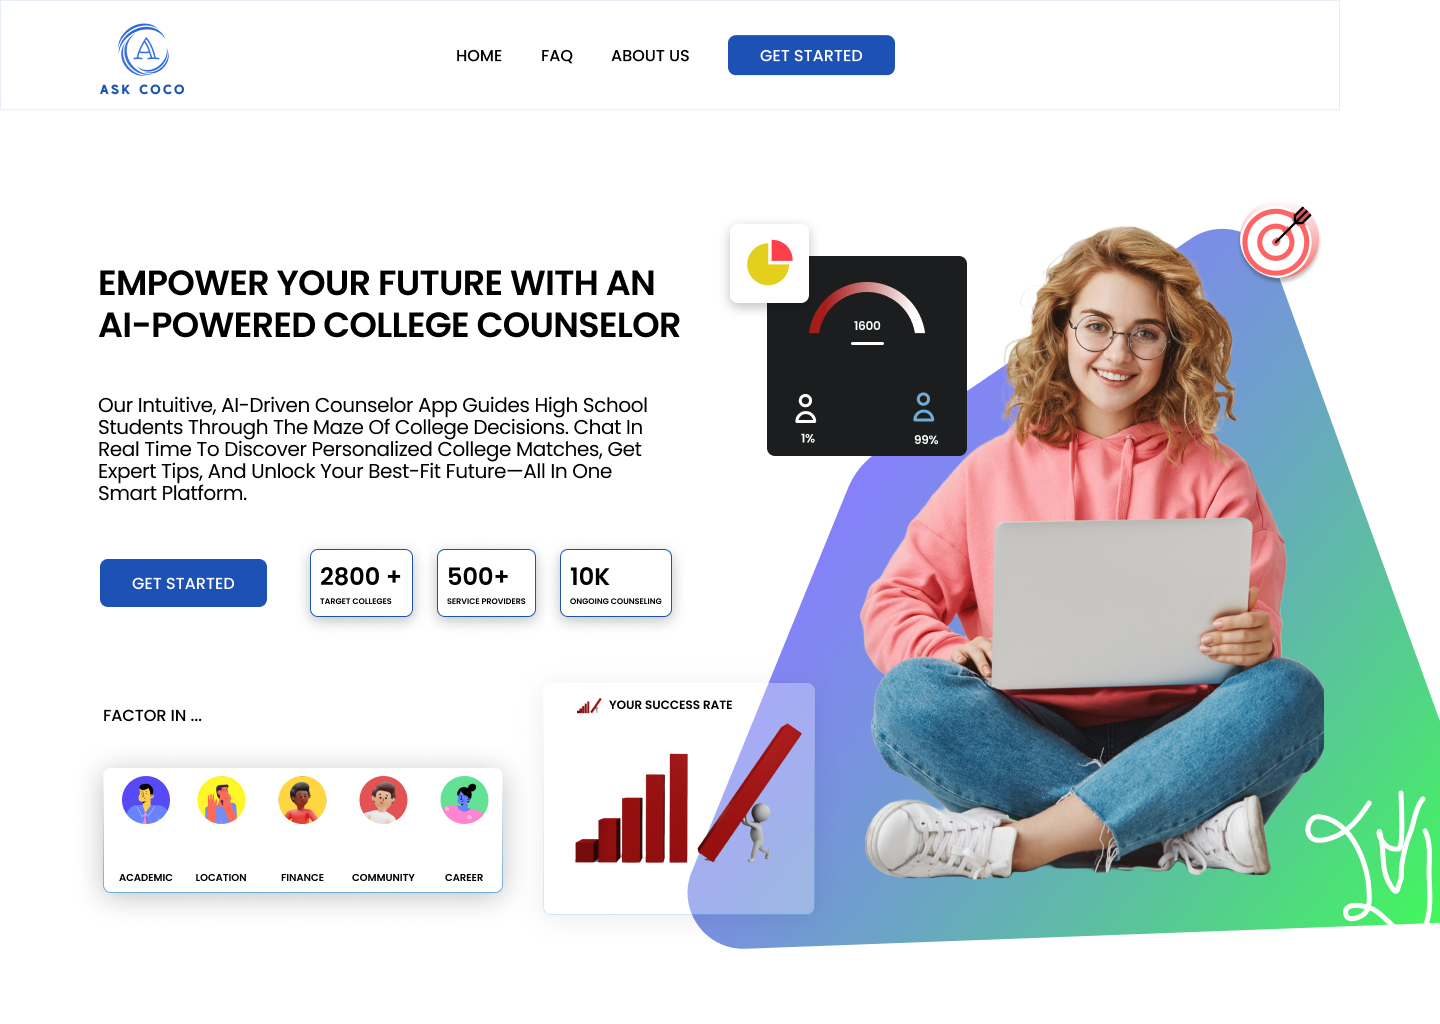 A
ASK COCO
HOME FAQ ABOUT US GET STARTED
EMPOWER YOUR FUTURE WITH AN
AI-POWERED COLLEGE COUNSELOR
Our Intuitive, AI-Driven Counselor App Guides High School
Students Through The Maze Of College Decisions. Chat In
Real Time To Discover Personalized College Matches, Get
Expert Tips, And Unlock Your Best-Fit Future—All In One
Smart Platform.
GET STARTED
2800 +
TARGET COLLEGES
500+
SERVICE PROVIDERS
10K
ONGOING COUNSELING
1600
1% 99%
FACTOR IN ...
ACADEMIC LOCATION FINANCE COMMUNITY CAREER
YOUR SUCCESS RATE